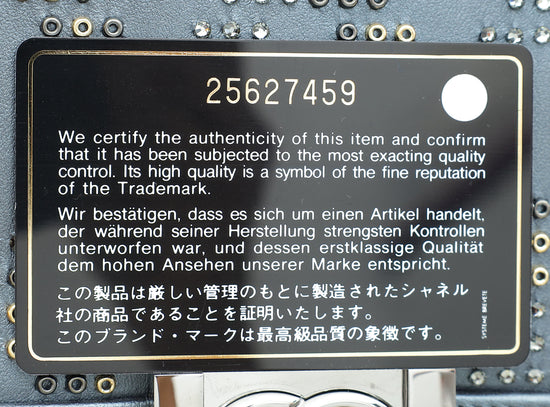 25627459
We certify the authenticity of this item and confirm
that it has been subjected to the most exacting quality
control. Its high quality is a symbol of the fine reputation
of the Trademark.
Wir bestätigen, dass es sich um einen Artikel handelt,
der während seiner Herstellung strengsten Kontrollen
unterworfen war, und dessen erstklassige Qualität
dem hohen Ansehen unserer Marke entspricht.
この製品は厳しい管理のもとに製造されたシャネル
社の商品であることを証明いたします。
このブランド・マークは最高級品質の象徴です。
SYSTEME BREVETE